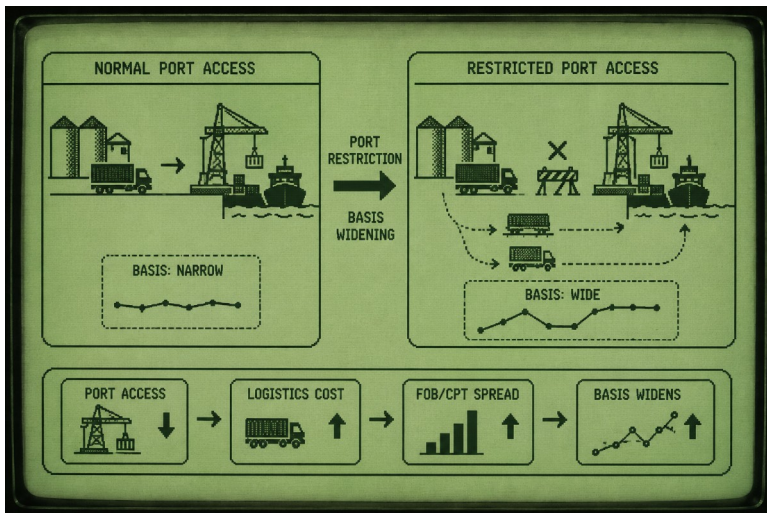 NORMAL PORT ACCESS
BASIS: NARROW
PORT
RESTRICTION
BASIS
WIDENING
RESTRICTED PORT ACCESS
BASIS: WIDE
PORT ACCESS
LOGISTICS COST
FOB/CPT SPREAD
BASIS WIDENS